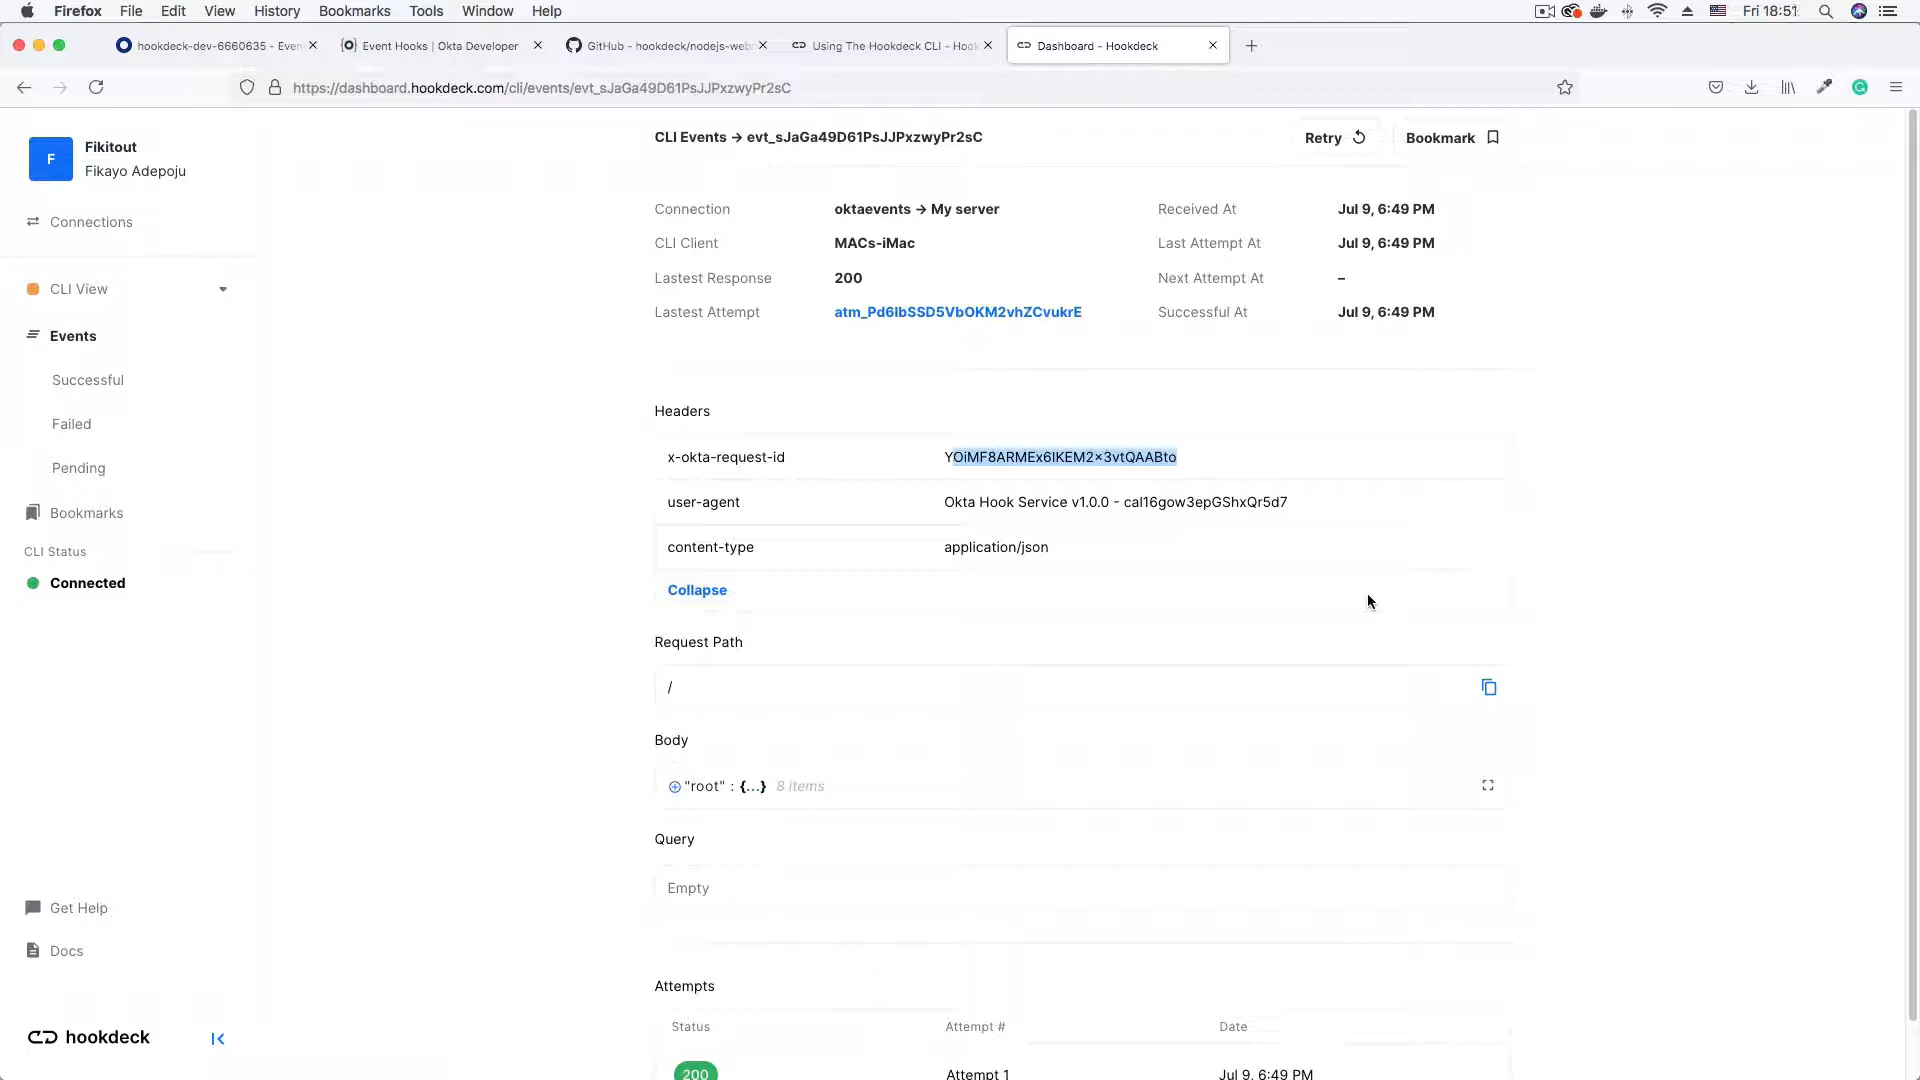 Firefox File Edit View History Bookmarks Tools Window Help Fri 18:51
hookdeck-dev-6660635 - Even Event Hooks | Okta Developer GitHub - hookdeck/nodejs-web Using The Hookdeck CLI - Hook Dashboard - Hookdeck
https://dashboard.hookdeck.com/cli/events/evt_sJaGa49D61PsJJPxzwyPr2sC
F
Fikitout
Fikayo Adepoju
Connections
CLI View
Events
Successful
Failed
Pending
Bookmarks
CLI Status
Connected
Get Help
Docs
hookdeck
CLI Events → evt_sJaGa49D61PsJJPxzwyPr2sC
Retry
Bookmark
Connection oktaevents → My server Received At Jul 9, 6:49 PM
CLI Client MACs-iMac Last Attempt At Jul 9, 6:49 PM
Lastest Response 200 Next Attempt At –
Lastest Attempt atm_Pd6IbSSD5VbOKM2vhZCvukrE Successful At Jul 9, 6:49 PM
Headers
x-okta-request-id YOiMF8ARMEx6IKEM2x3vtQAABto
user-agent Okta Hook Service v1.0.0 - cal16gow3epGShxQr5d7
content-type application/json
Collapse
Request Path
/
Body
"root" : {...} 8 items
Query
Empty
Attempts
Status Attempt # Date
200 Attempt 1 Jul 9, 6:49 PM